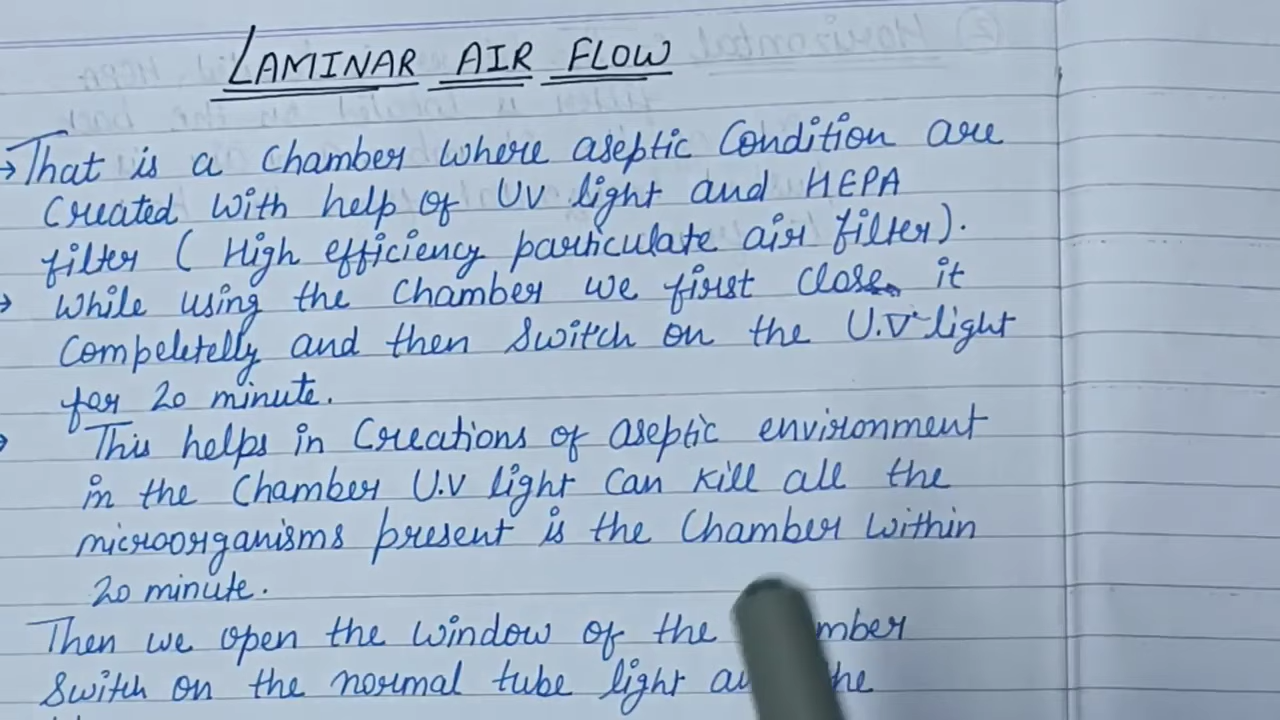 LAMINAR AIR FLOW
→ That is a Chamber where aseptic Condition are
Created with help of UV light and HEPA
filter ( High efficiency particulate air filter).
→ While using the Chamber we first close it
Compeletelly and then Switch on the U.V light
for 20 minute.
→ This helps in Creations of aseptic environment
in the Chamber U.V light Can Kill all the
microorganisms present is the Chamber within
20 minute.
Then we open the window of the
Switch on the normal tube light